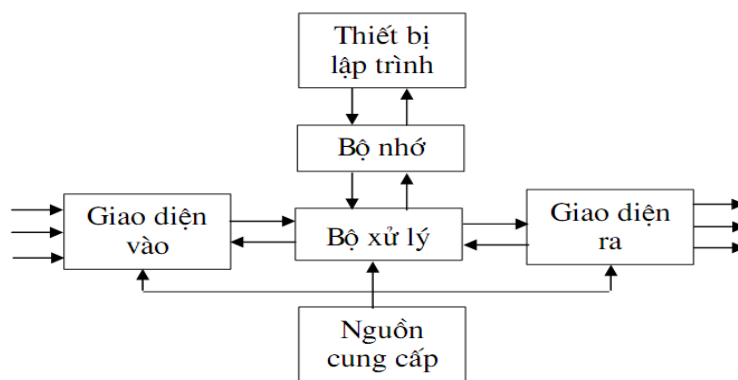 Thiết bị
lập trình
Bộ nhớ
Giao diện
vào
Bộ xử lý
Giao diện
ra
Nguồn
cung cấp